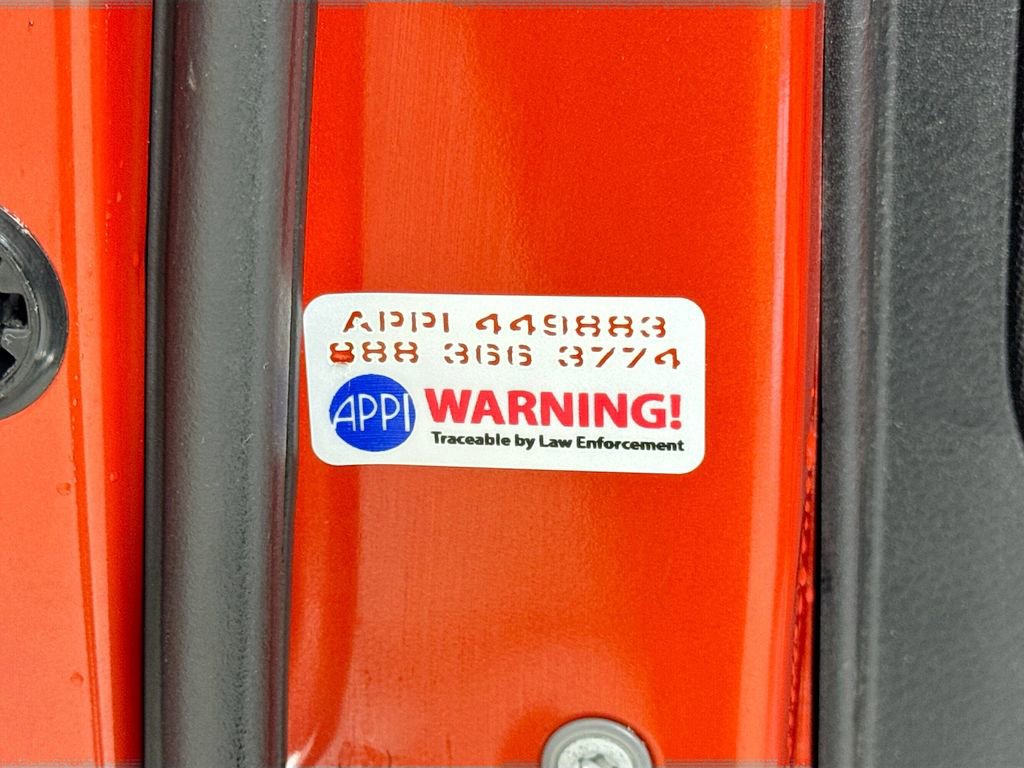 APPI 449883
888 366 3774
APPI WARNING!
Traceable by Law Enforcement